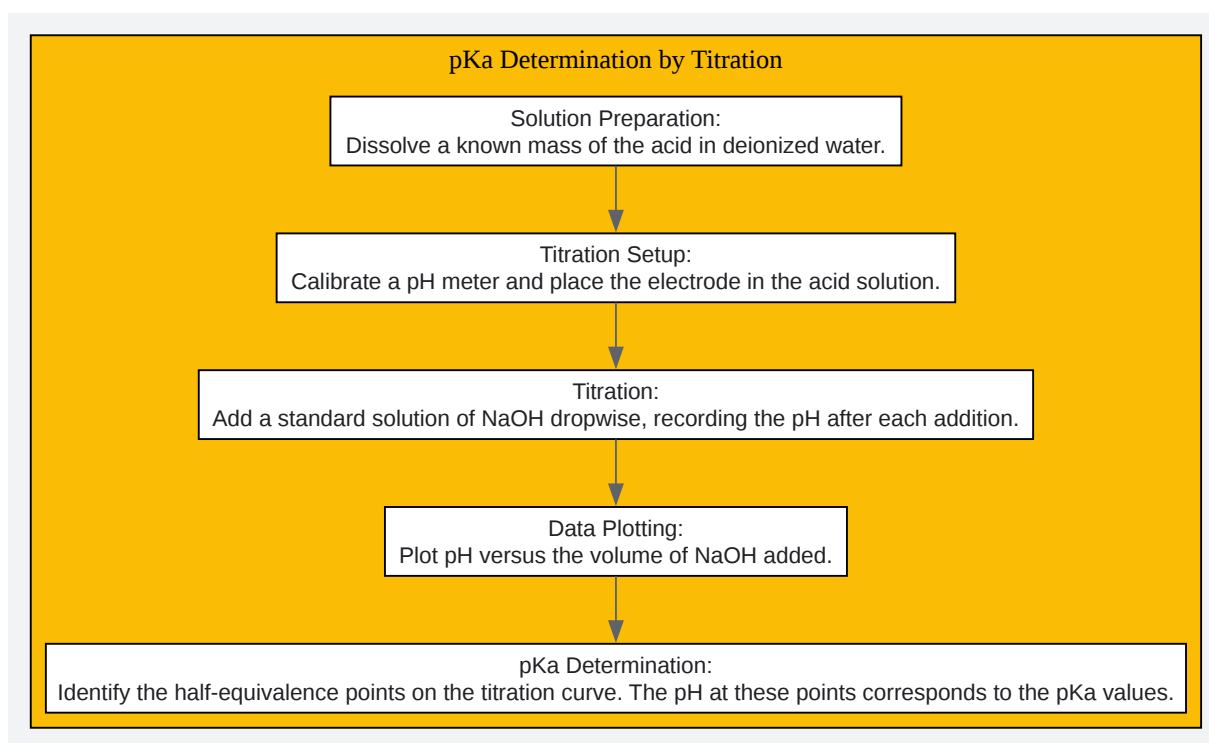 pKa Determination by Titration
Solution Preparation:
Dissolve a known mass of the acid in deionized water.
Titration Setup:
Calibrate a pH meter and place the electrode in the acid solution.
Titration:
Add a standard solution of NaOH dropwise, recording the pH after each addition.
Data Plotting:
Plot pH versus the volume of NaOH added.
pKa Determination:
Identify the half-equivalence points on the titration curve. The pH at these points corresponds to the pKa values.